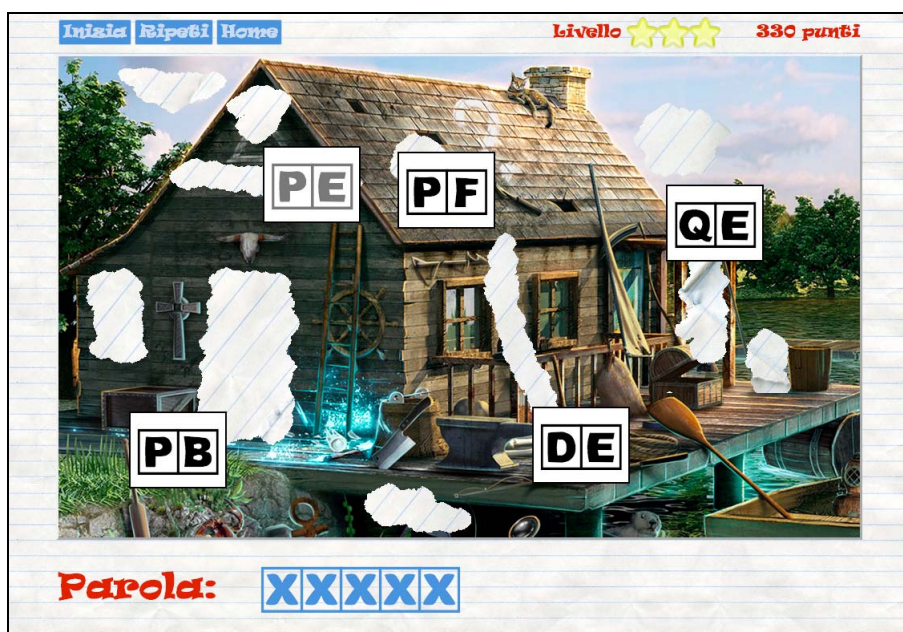 Inizia Ripeti Home Livello 330 punti
PE PF
QE
PB DE
Parola: XXXXX